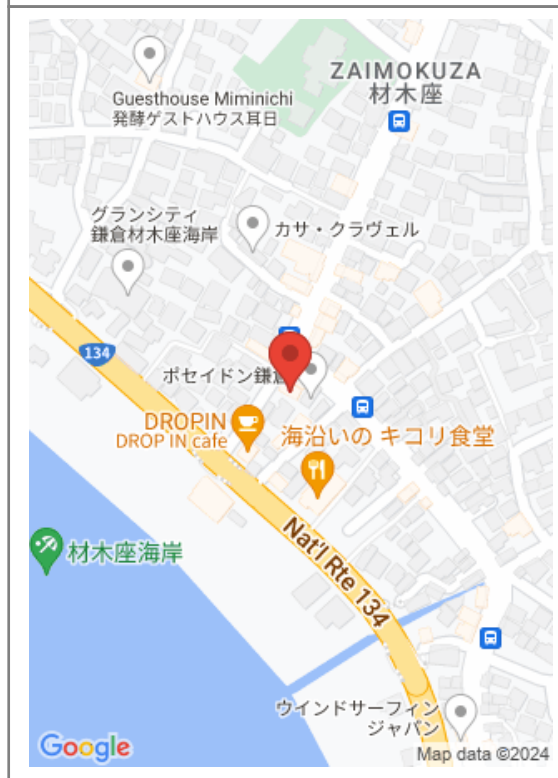 ZAIMOKUZA
材木座
Guesthouse Miminichi
発酵ゲストハウス耳日
グランシティ
鎌倉材木座海岸
カサ・クラヴェル
134
ポセイドン鎌倉
DROPIN
DROP IN cafe
海沿いの キコリ食堂
Nat'l Rte 134
材木座海岸
ウインドサーフィン
ジャパン
Google
Map data ©2024